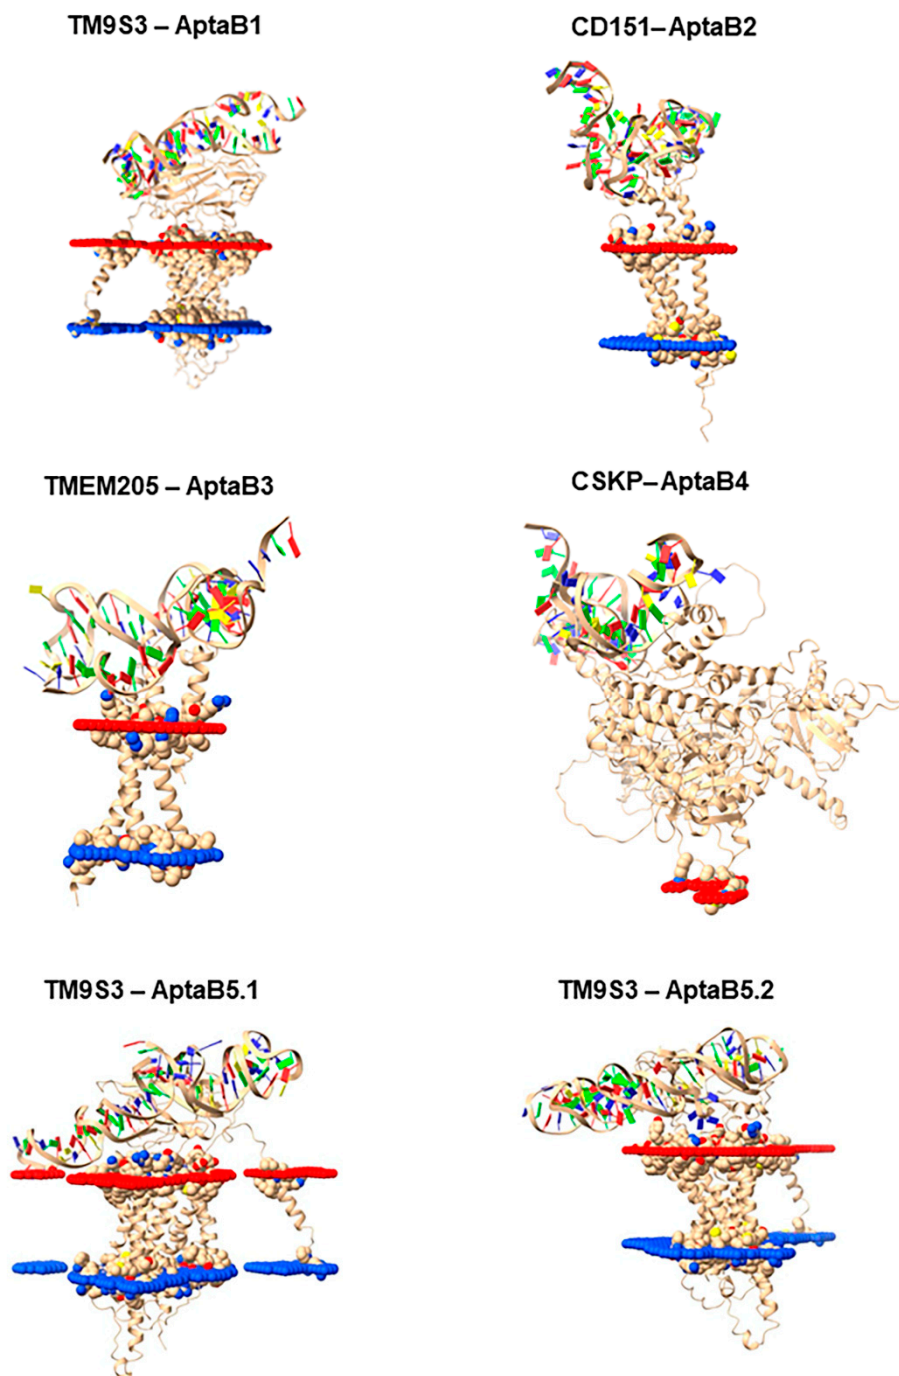 TM9S3 – AptaB1
CD151–AptaB2
TMEM205 – AptaB3
CSKP–AptaB4
TM9S3 – AptaB5.1
TM9S3 – AptaB5.2